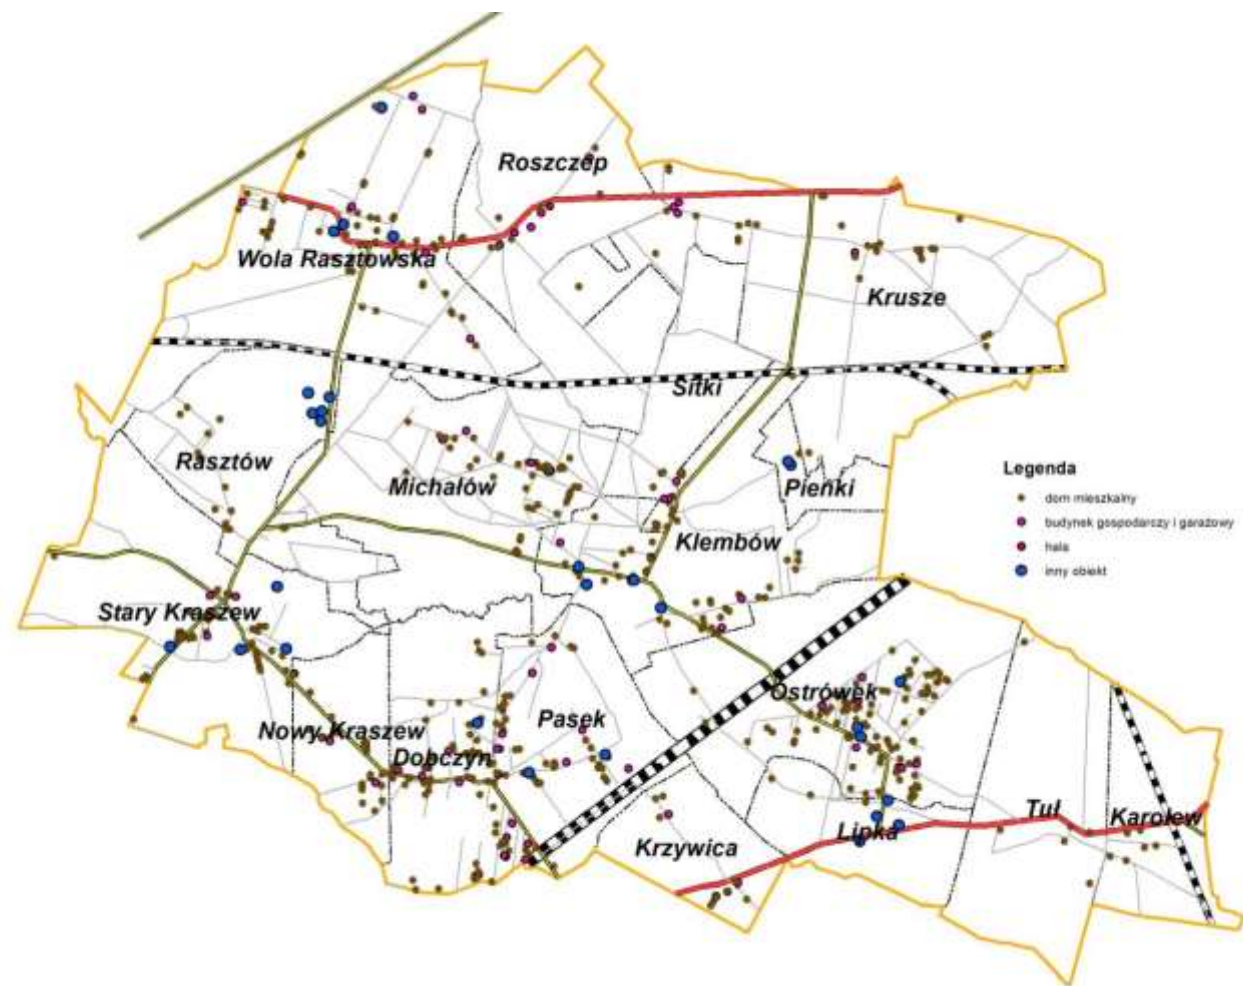 Roszczep
Wola Rasztowska
Krusze
Sitki
Rasztów
Michałów
Pieńki
Klembów
Stary Kraszew
Ostrówek
Nowy Kraszew
Pasek
Dobczyn
Tuł
Karolew
Lipka
Krzywica
Legenda
dom mieszkalny
budynek gospodarczy i garażowy
hala
inny obiekt